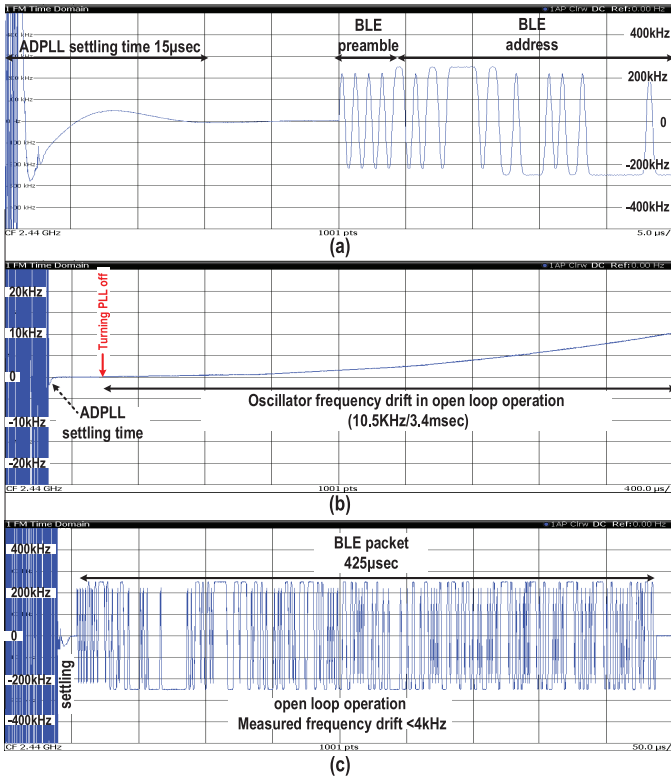 1 FM Time Domain
1AP Clrw DC Ref:0.00 Hz
ADPLL settling time 15µsec
BLE
preamble
BLE
address
400kHz
200kHz
0
-200kHz
-400kHz
CF 2.44 GHz
1001 pts
5.0 µs/
(a)
1 FM Time Domain
1AP Clrw DC Ref:0.00 Hz
20kHz
10kHz
0
-10kHz
-20kHz
Turning PLL off
ADPLL
settling time
Oscillator frequency drift in open loop operation
(10,5KHz/3,4msec)
CF 2.44 GHz
1001 pts
400.0 µs/
(b)
1 FM Time Domain
1AP Clrw DC Ref:0.00 Hz
400kHz
200kHz
0
-200kHz
-400kHz
BLE packet
425µsec
settling
open loop operation
Measured frequency drift <4kHz
CF 2.44 GHz
1001 pts
50.0 µs/
(c)